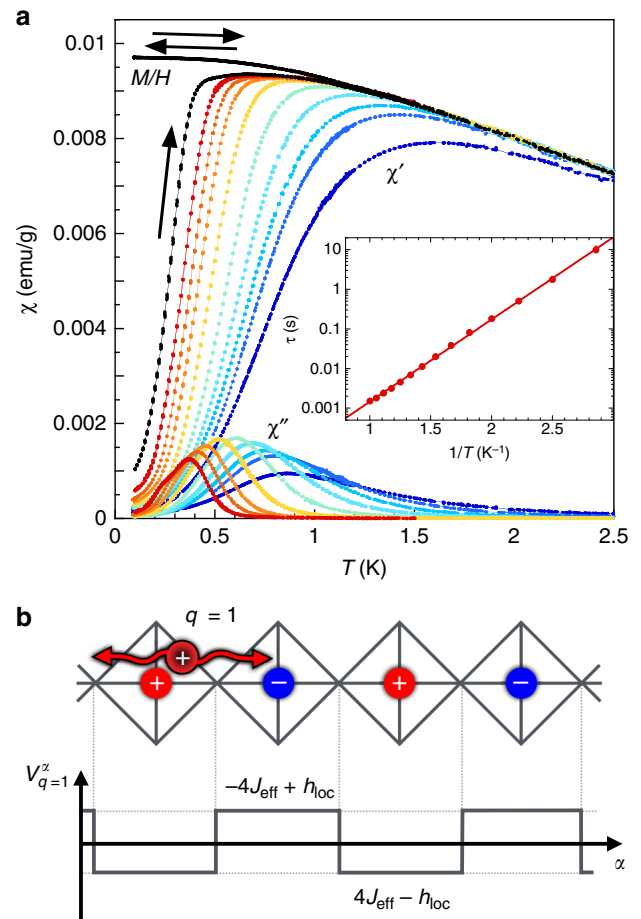 a
0.01
0.008
0.006
0.004
0.002
0
χ (emu/g)
M/H
χ′
χ″
0
0.5
1
1.5
2
2.5
T (K)
10
1
0.1
0.01
0.001
τ (s)
1
1.5
2
2.5
1/T (K⁻¹)
b
q = 1
+
+ − + −
V^α_{q=1}
−4J_eff + h_loc
α
4J_eff − h_loc